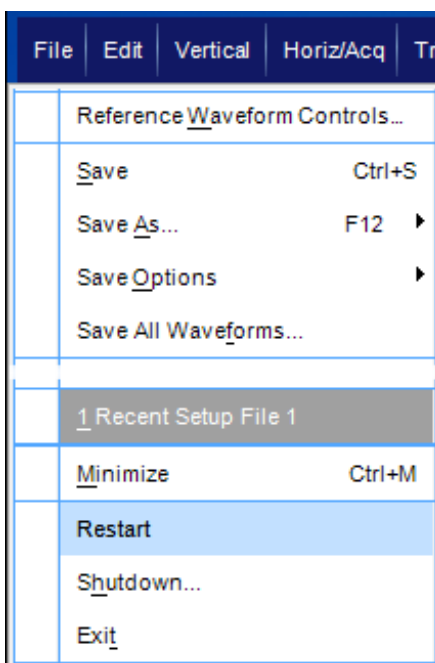 File Edit Vertical Horiz/Acq
Reference Waveform Controls...
Save Ctrl+S
Save As... F12
Save Options
Save All Waveforms...
1 Recent Setup File 1
Minimize Ctrl+M
Restart
Shutdown...
Exit